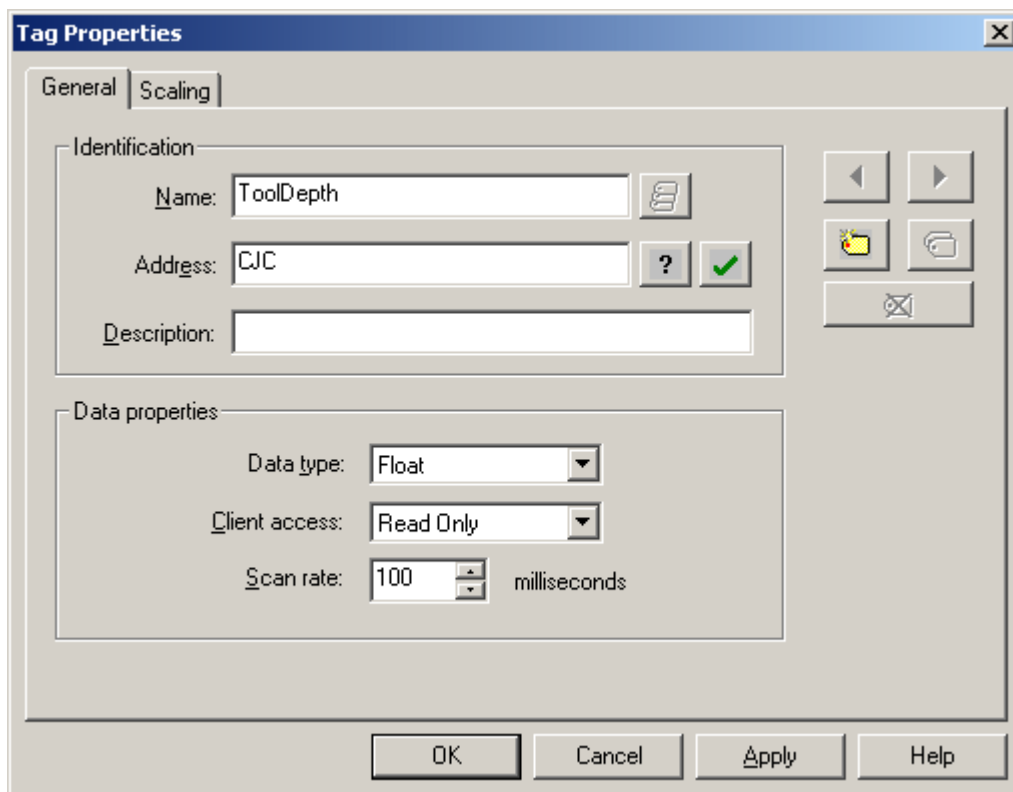 Tag Properties
General Scaling
Identification
Name: ToolDepth
Address: CJC ?
Description:
Data properties
Data type: Float
Client access: Read Only
Scan rate: 100 milliseconds
OK Cancel Apply Help